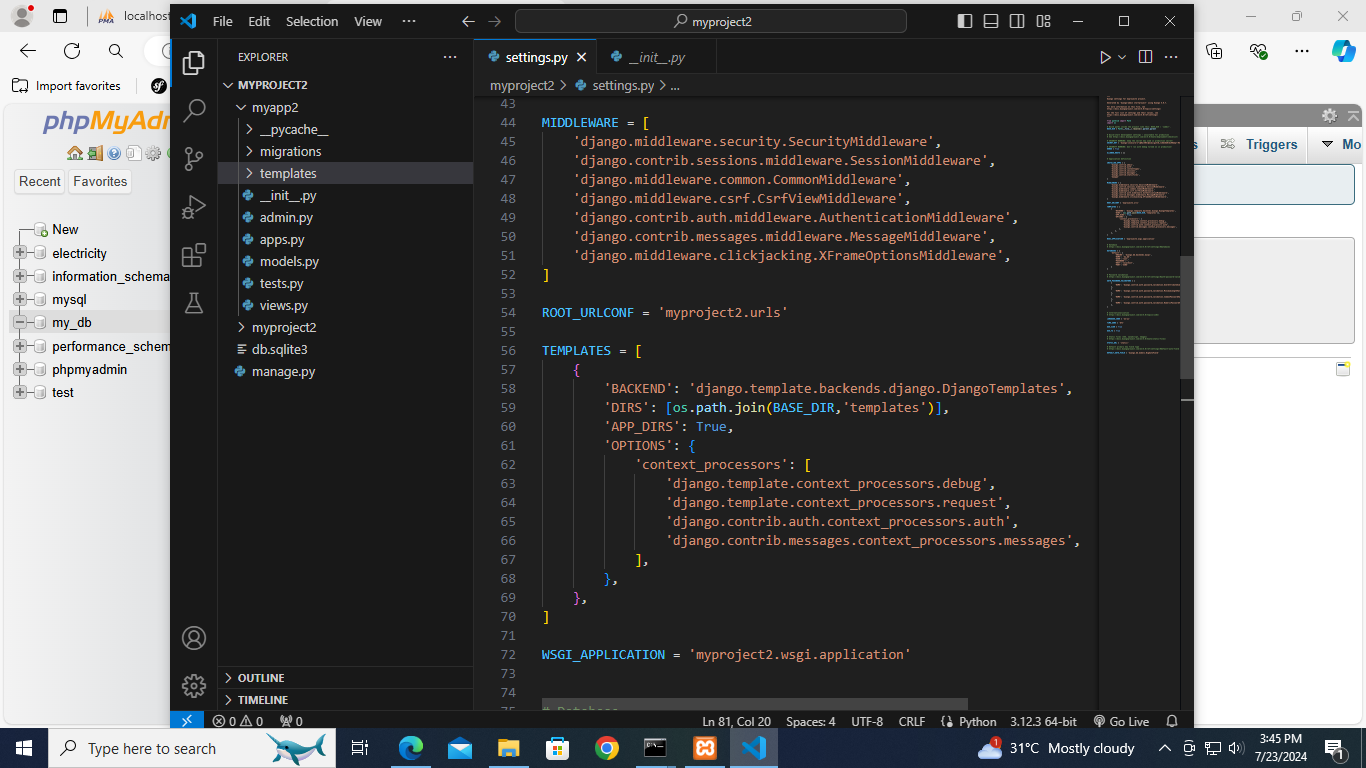 localhost
File Edit Selection View ···
myproject2
Import favorites
phpMyAdm
Recent Favorites
New
electricity
information_schema
mysql
my_db
performance_schem
phpmyadmin
test
EXPLORER
MYPROJECT2
myapp2
__pycache__
migrations
templates
__init__.py
admin.py
apps.py
models.py
tests.py
views.py
myproject2
db.sqlite3
manage.py
OUTLINE
TIMELINE
settings.py
__init__.py
myproject2 > settings.py > ...
43
44 MIDDLEWARE = [
45 'django.middleware.security.SecurityMiddleware',
46 'django.contrib.sessions.middleware.SessionMiddleware',
47 'django.middleware.common.CommonMiddleware',
48 'django.middleware.csrf.CsrfViewMiddleware',
49 'django.contrib.auth.middleware.AuthenticationMiddleware',
50 'django.contrib.messages.middleware.MessageMiddleware',
51 'django.middleware.clickjacking.XFrameOptionsMiddleware',
52 ]
53
54 ROOT_URLCONF = 'myproject2.urls'
55
56 TEMPLATES = [
57 {
58 'BACKEND': 'django.template.backends.django.DjangoTemplates',
59 'DIRS': [os.path.join(BASE_DIR,'templates')],
60 'APP_DIRS': True,
61 'OPTIONS': {
62 'context_processors': [
63 'django.template.context_processors.debug',
64 'django.template.context_processors.request',
65 'django.contrib.auth.context_processors.auth',
66 'django.contrib.messages.context_processors.messages',
67 ],
68 },
69 },
70 ]
71
72 WSGI_APPLICATION = 'myproject2.wsgi.application'
73
74
75 # Database
Triggers
Mo
0 0 0
Ln 81, Col 20 Spaces: 4 UTF-8 CRLF Python 3.12.3 64-bit Go Live
Type here to search
1
31°C Mostly cloudy
3:45 PM
7/23/2024
1